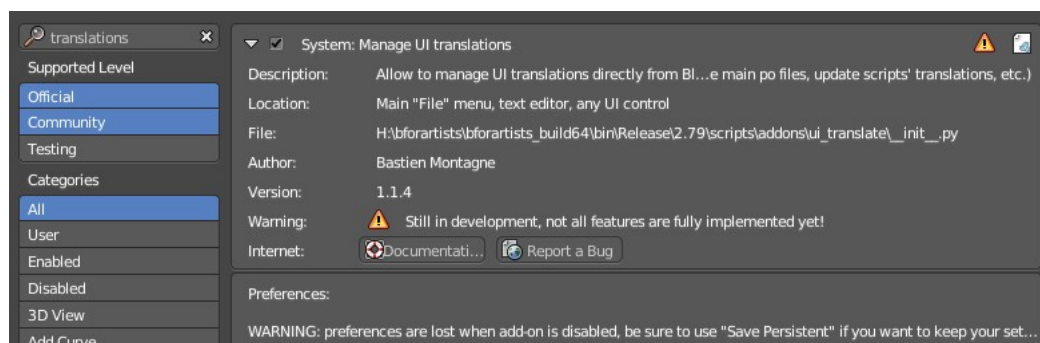 translations
Supported Level
Official
Community
Testing
Categories
All
User
Enabled
Disabled
3D View
Add Curve
System: Manage UI translations
Description: Allow to manage UI translations directly from Bl...e main po files, update scripts' translations, etc.)
Location: Main "File" menu, text editor, any UI control
File: H:\bforartists\bforartists_build64\bin\Release\2.79\scripts\addons\ui_translate\__init__.py
Author: Bastien Montagne
Version: 1.1.4
Warning: Still in development, not all features are fully implemented yet!
Internet: Documentati... Report a Bug
Preferences:
WARNING: preferences are lost when add-on is disabled, be sure to use "Save Persistent" if you want to keep your set...